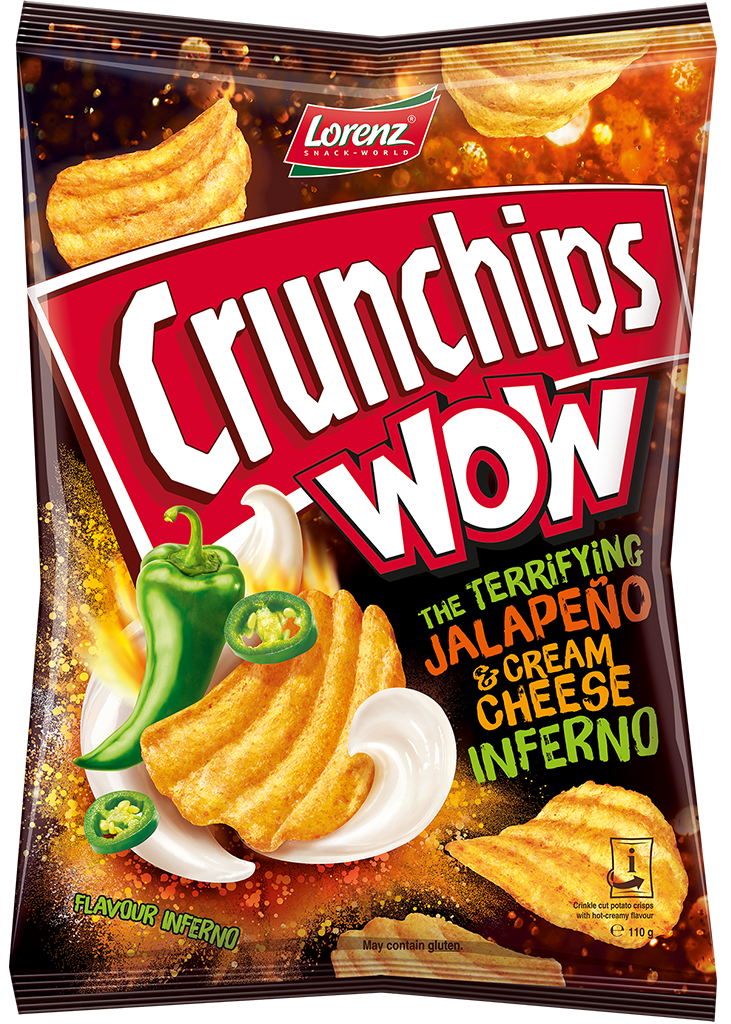 Lorenz®
SNACK-WORLD
Crunchips
WOW
THE TERRIFYING
JALAPEÑO
& CREAM
CHEESE
INFERNO
i
Crinkle cut potato crisps
with hot-creamy flavour
℮ 110 g
FLAVOUR INFERNO
May contain gluten.